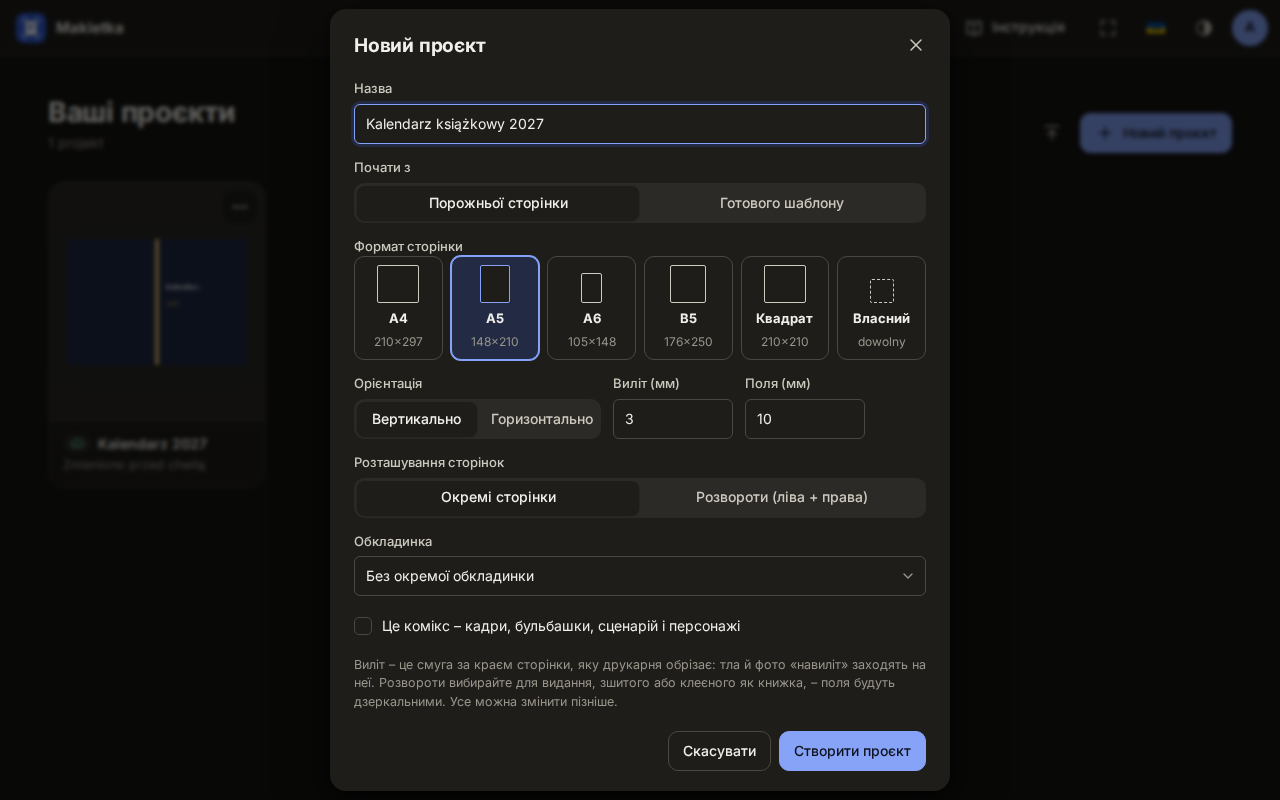 Makietka
Інструкція
A
Ваші проєкти
1 projekt
Новий проєкт
Kalendarz 2027
Zmieniono przed chwilą
Новий проєкт
Назва
Kalendarz książkowy 2027
Почати з
Порожньої сторінки
Готового шаблону
Формат сторінки
A4
210×297
A5
148×210
A6
105×148
B5
176×250
Квадрат
210×210
Власний
dowolny
Орієнтація
Виліт (мм)
Поля (мм)
Вертикально
Горизонтально
3
10
Розташування сторінок
Окремі сторінки
Розвороти (ліва + права)
Обкладинка
Без окремої обкладинки
Це комікс – кадри, бульбашки, сценарій і персонажі
Виліт – це смуга за краєм сторінки, яку друкарня обрізає: тла й фото «навиліт» заходять на
неї. Розвороти вибирайте для видання, зшитого або клеєного як книжка, – поля будуть
дзеркальними. Усе можна змінити пізніше.
Скасувати
Створити проєкт